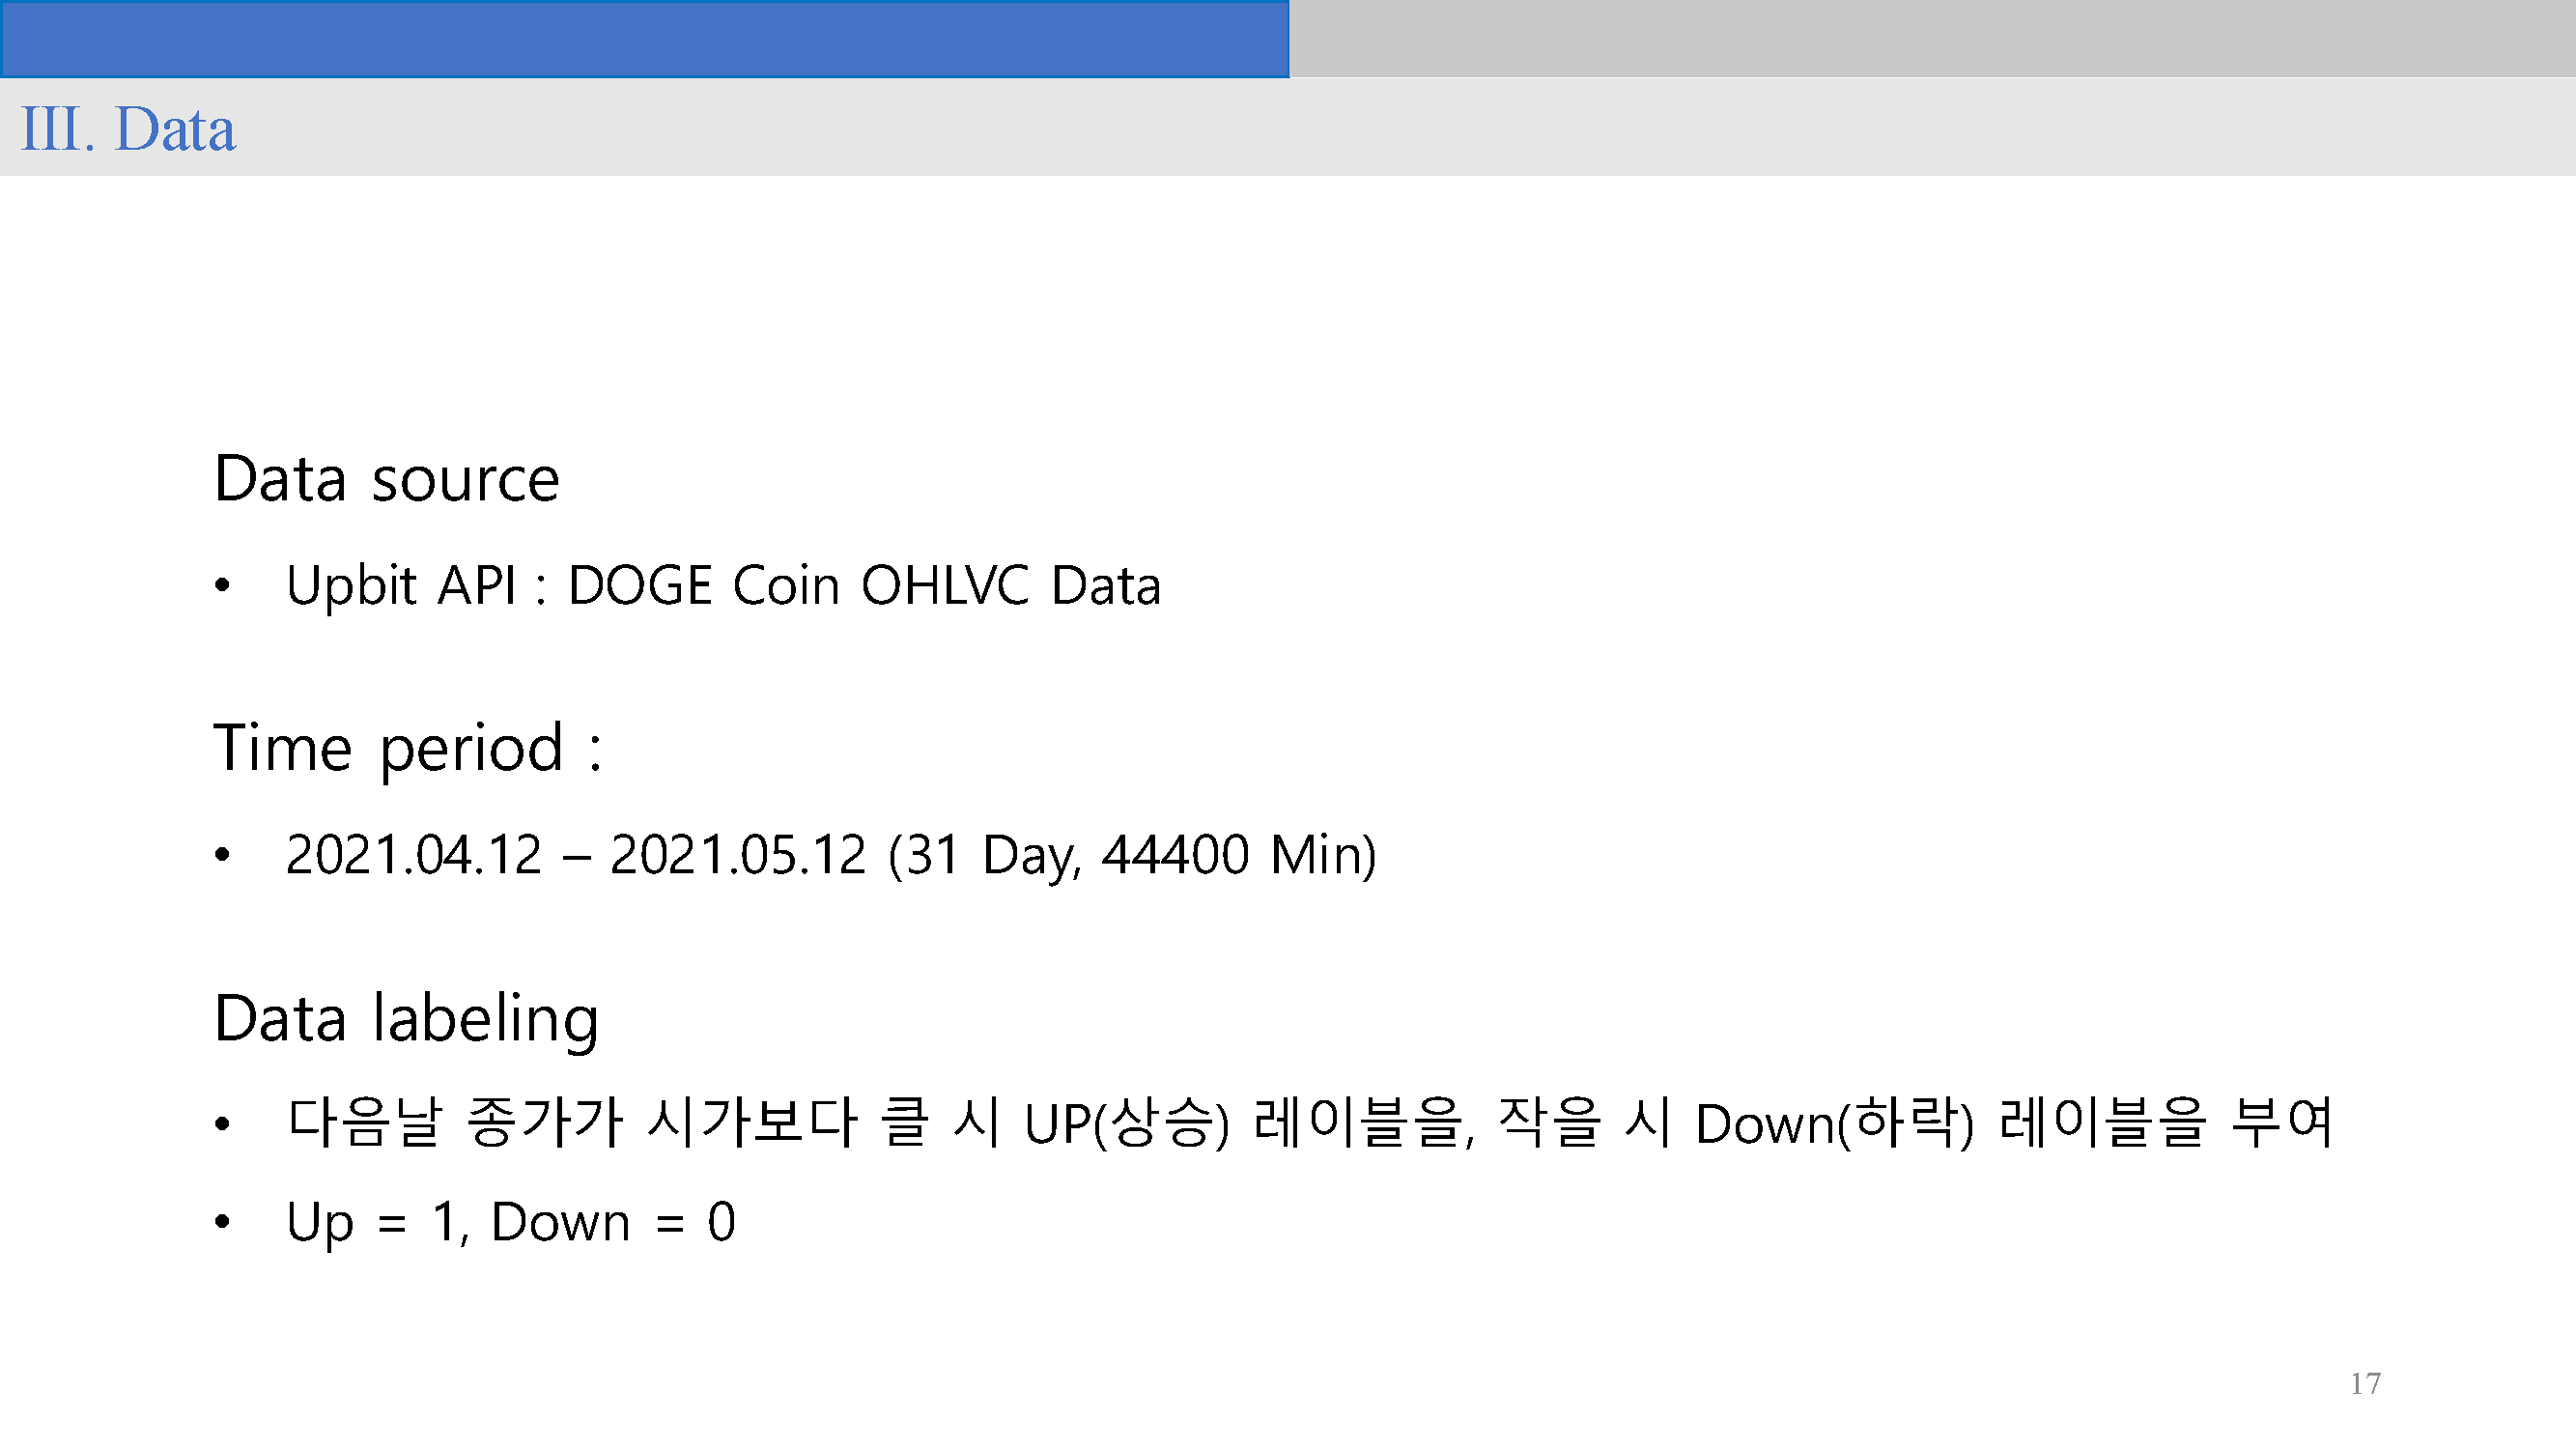 III. Data
Data source
• Upbit API : DOGE Coin OHLVC Data
Time period :
• 2021.04.12 – 2021.05.12 (31 Day, 44400 Min)
Data labeling
• 다음날 종가가 시가보다 클 시 UP(상승) 레이블을, 작을 시 Down(하락) 레이블을 부여
• Up = 1, Down = 0
17